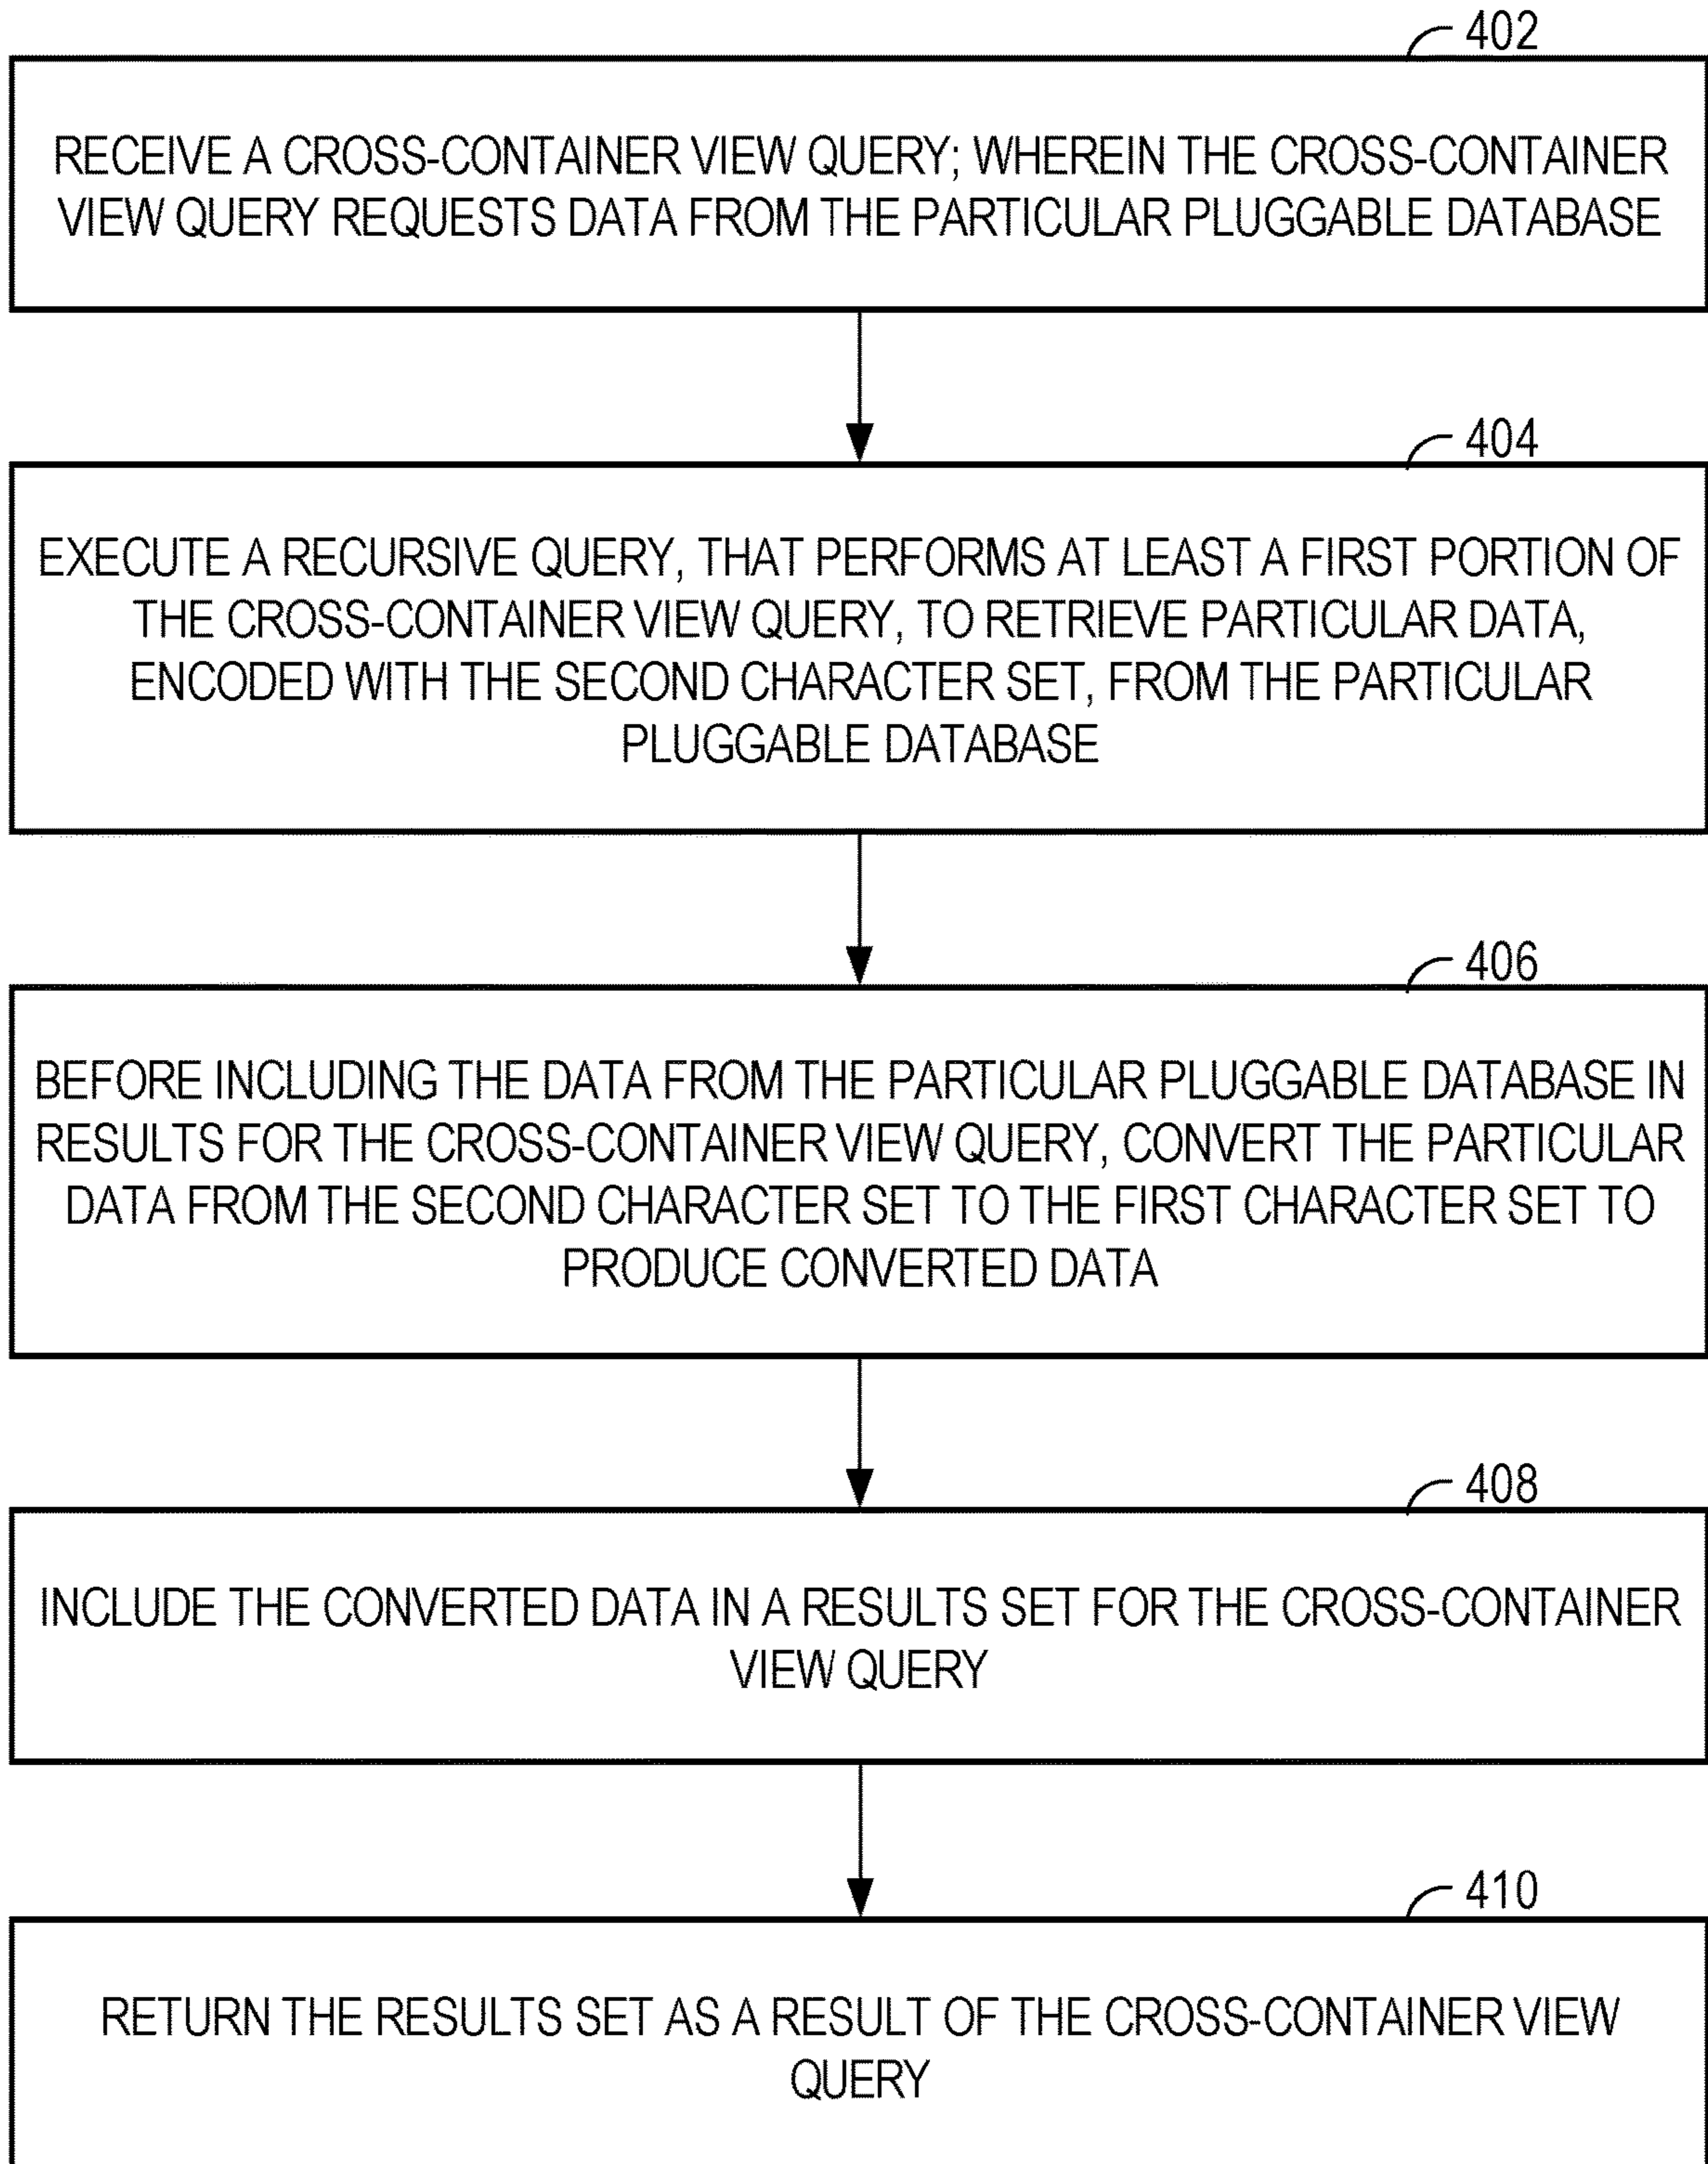 402
RECEIVE A CROSS-CONTAINER VIEW QUERY; WHEREIN THE CROSS-CONTAINER
VIEW QUERY REQUESTS DATA FROM THE PARTICULAR PLUGGABLE DATABASE
404
EXECUTE A RECURSIVE QUERY, THAT PERFORMS AT LEAST A FIRST PORTION OF
THE CROSS-CONTAINER VIEW QUERY, TO RETRIEVE PARTICULAR DATA,
ENCODED WITH THE SECOND CHARACTER SET, FROM THE PARTICULAR
PLUGGABLE DATABASE
406
BEFORE INCLUDING THE DATA FROM THE PARTICULAR PLUGGABLE DATABASE IN
RESULTS FOR THE CROSS-CONTAINER VIEW QUERY, CONVERT THE PARTICULAR
DATA FROM THE SECOND CHARACTER SET TO THE FIRST CHARACTER SET TO
PRODUCE CONVERTED DATA
408
INCLUDE THE CONVERTED DATA IN A RESULTS SET FOR THE CROSS-CONTAINER
VIEW QUERY
410
RETURN THE RESULTS SET AS A RESULT OF THE CROSS-CONTAINER VIEW
QUERY